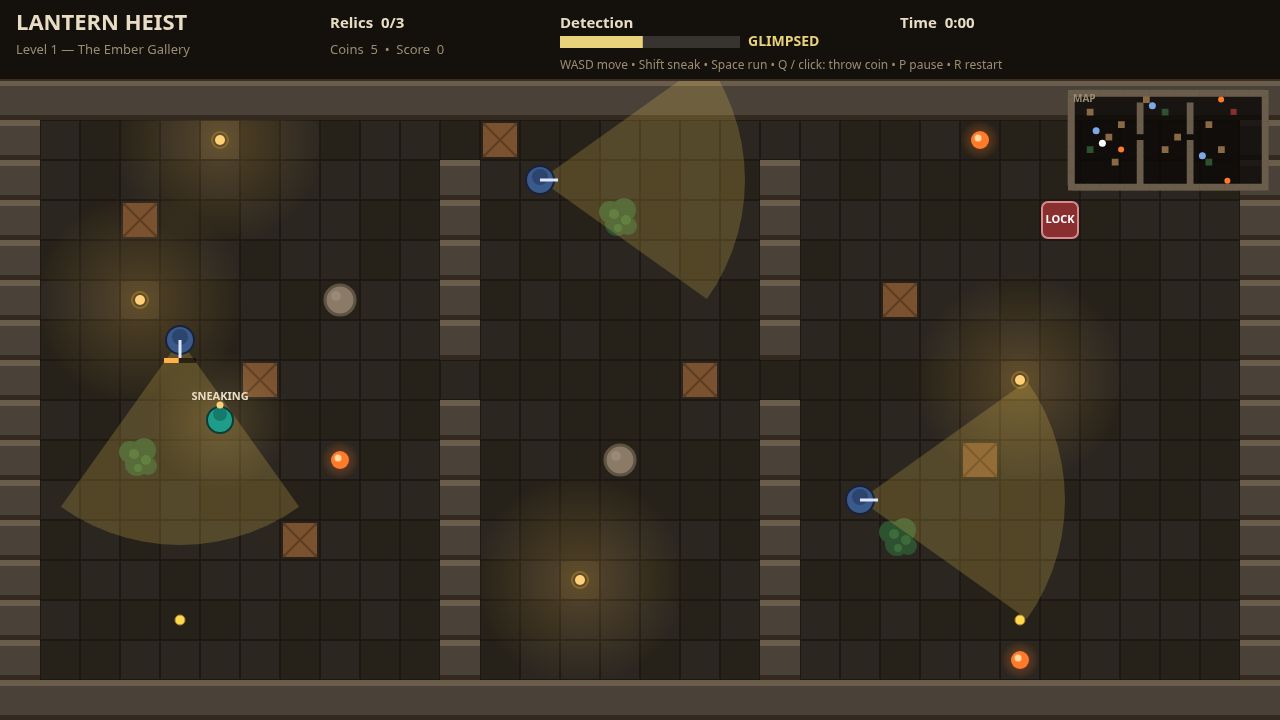 LANTERN HEIST
Level 1 — The Ember Gallery
Relics 0/3
Coins 5 • Score 0
Detection
GLIMPSED
WASD move • Shift sneak • Space run • Q / click: throw coin • P pause • R restart
Time 0:00
MAP
LOCK
SNEAKING